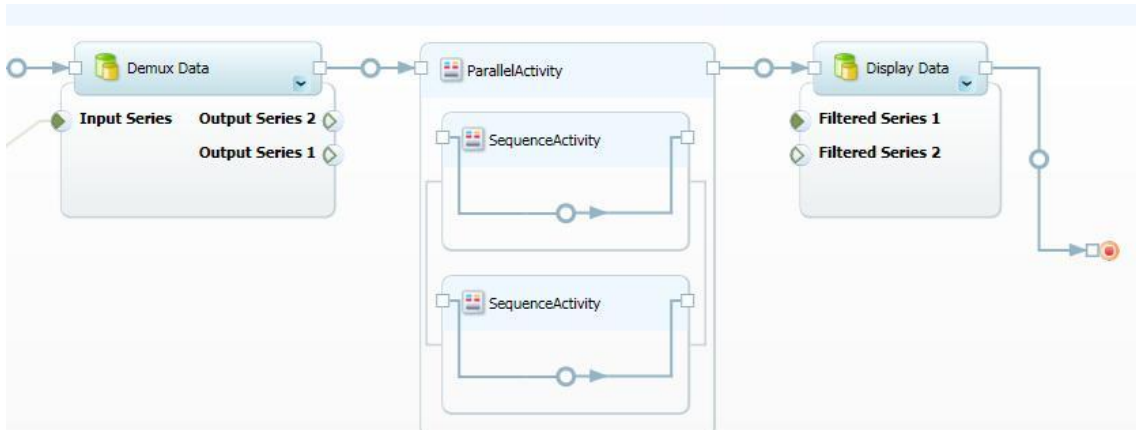 Demux Data
Input Series
Output Series 2
Output Series 1
ParallelActivity
SequenceActivity
SequenceActivity
Display Data
Filtered Series 1
Filtered Series 2